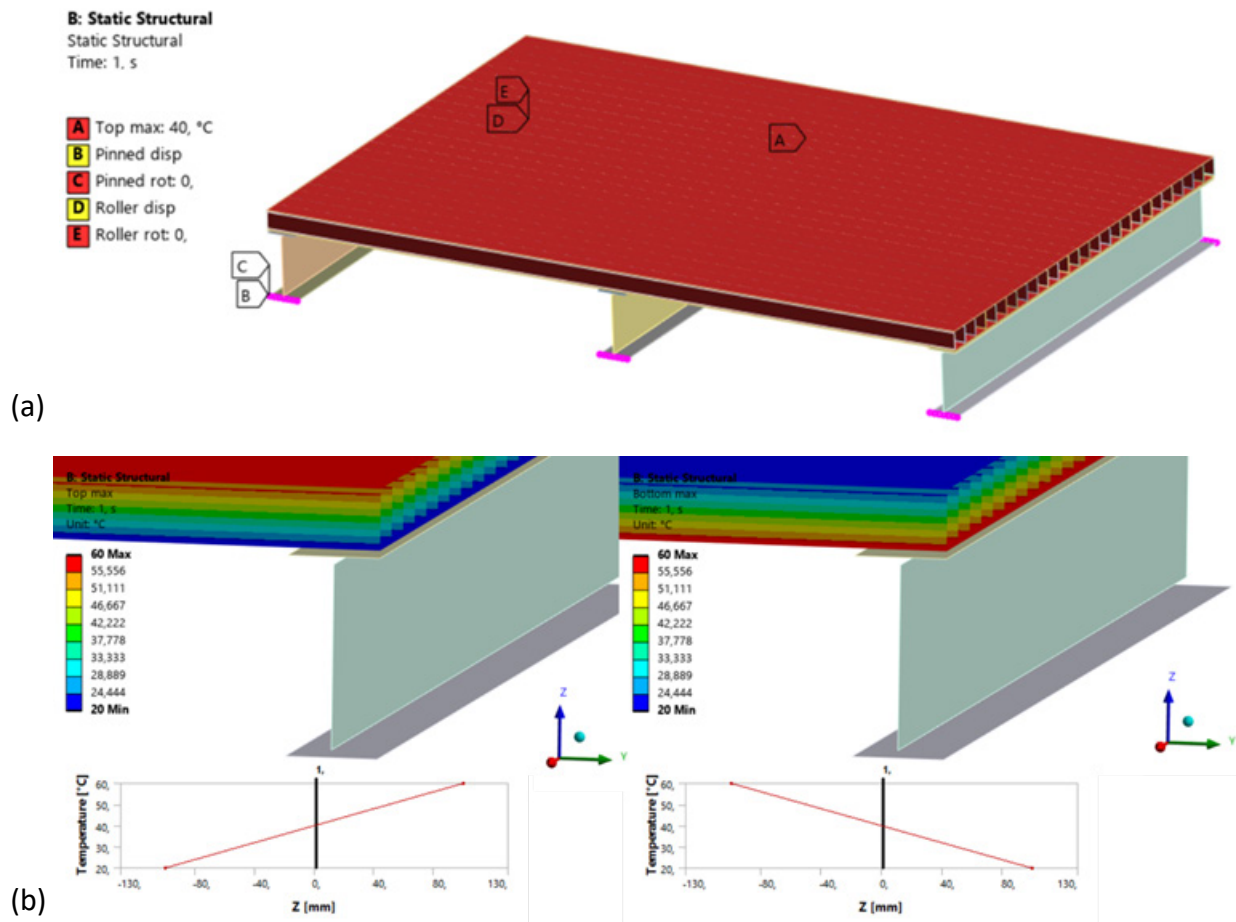 B: Static Structural
Static Structural
Time: 1, s
A Top max: 40, °C
B Pinned disp
C Pinned rot: 0,
D Roller disp
E Roller rot: 0,
E
D
A
C
B
(a)
B: Static Structural
Top max
Time: 1, s
Unit: °C
60 Max
55,556
51,111
46,667
42,222
37,778
33,333
28,889
24,444
20 Min
Z
Y
B: Static Structural
Bottom max
Time: 1, s
Unit: °C
60 Max
55,556
51,111
46,667
42,222
37,778
33,333
28,889
24,444
20 Min
Z
Y
1,
Temperature [°C]
60,
50,
40,
30,
20,
-130,
-80,
-40,
0,
40,
80,
130,
Z [mm]
1,
Temperature [°C]
60,
50,
40,
30,
20,
-130,
-80,
-40,
0,
40,
80,
130,
Z [mm]
(b)